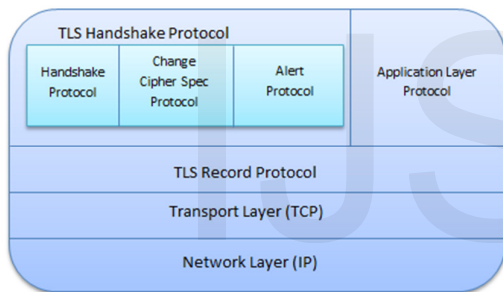 TLS Handshake Protocol
Handshake
Protocol
Change
Cipher Spec
Protocol
Alert
Protocol
Application Layer
Protocol
TLS Record Protocol
Transport Layer (TCP)
Network Layer (IP)
IJS